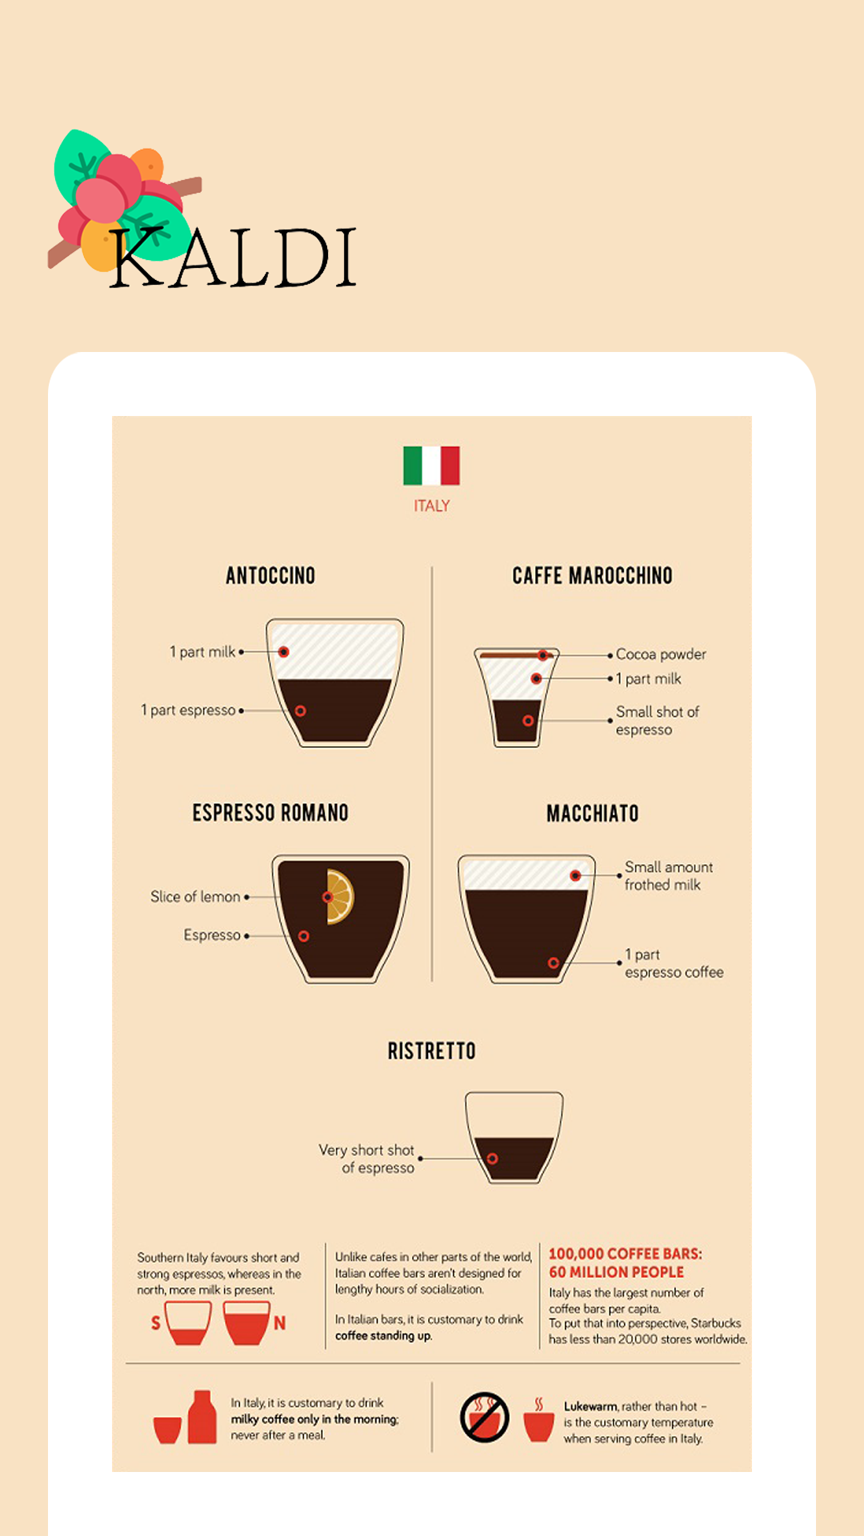 KALDI
ITALY
ANTOCCINO
1 part milk
1 part espresso
CAFFE MAROCCHINO
Cocoa powder
1 part milk
Small shot of
espresso
ESPRESSO ROMANO
Slice of lemon
Espresso
MACCHIATO
Small amount
frothed milk
1 part
espresso coffee
RISTRETTO
Very short shot
of espresso
Southern Italy favours short and
strong espressos, whereas in the
north, more milk is present.
S
N
Unlike cafes in other parts of the world,
Italian coffee bars aren't designed for
lengthy hours of socialization.
In Italian bars, it is customary to drink
coffee standing up.
100,000 COFFEE BARS:
60 MILLION PEOPLE
Italy has the largest number of
coffee bars per capita.
To put that into perspective, Starbucks
has less than 20,000 stores worldwide.
In Italy, it is customary to drink
milky coffee only in the morning;
never after a meal.
Lukewarm, rather than hot –
is the customary temperature
when serving coffee in Italy.